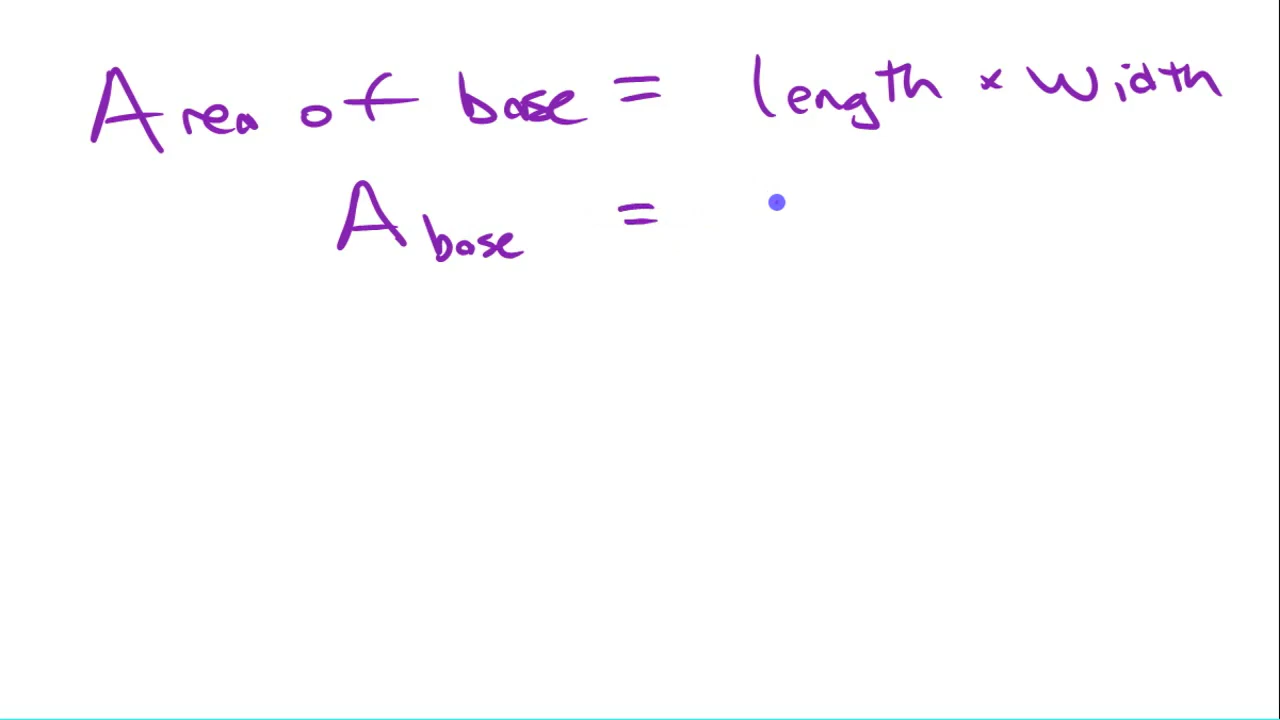 Area of base = length × width
A base =